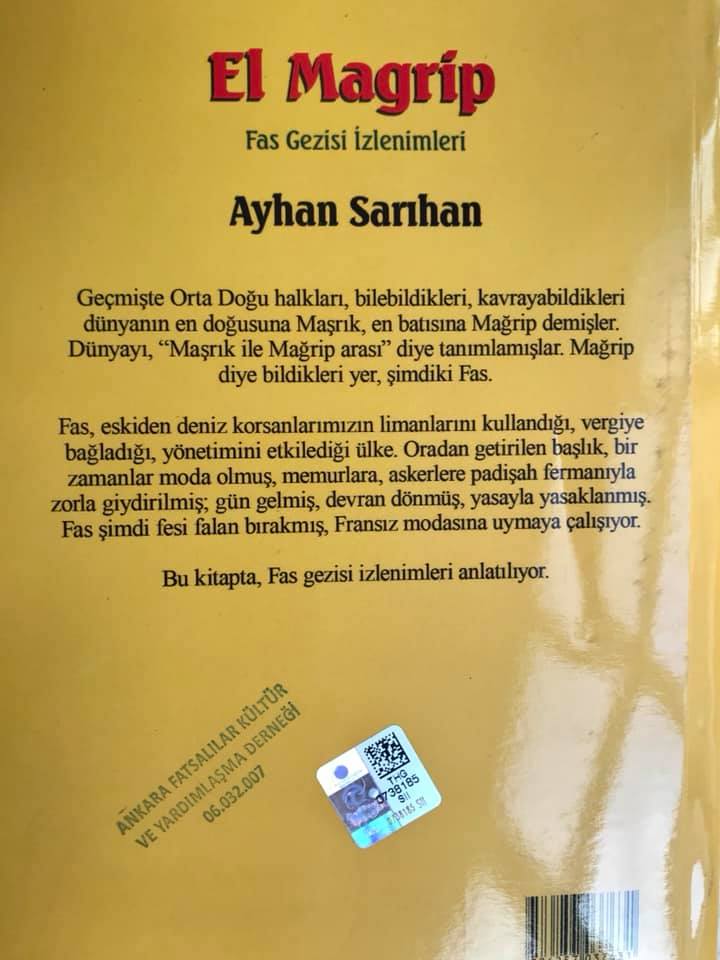 El Magrip
Fas Gezisi İzlenimleri
Ayhan Sarıhan
Geçmişte Orta Doğu halkları, bilebildikleri, kavrayabildikleri
dünyanın en doğusuna Maşrık, en batısına Mağrip demişler.
Dünyayı, “Maşrık ile Mağrip arası” diye tanımlamışlar. Mağrip
diye bildikleri yer, şimdiki Fas.
Fas, eskiden deniz korsanlarımızın limanlarını kullandığı, vergiye
bağladığı, yönetimini etkilediği ülke. Oradan getirilen başlık, bir
zamanlar moda olmuş, memurlara, askerlere padişah fermanıyla
zorla giydirilmiş; gün gelmiş, devran dönmüş, yasayla yasaklanmış.
Fas şimdi fesi falan bırakmış, Fransız modasına uymaya çalışıyor.
Bu kitapta, Fas gezisi izlenimleri anlatılıyor.
ANKARA FATSALILAR KÜLTÜR
VE YARDIMLAŞMA DERNEĞİ
06.032.007
THG
0738185
SII